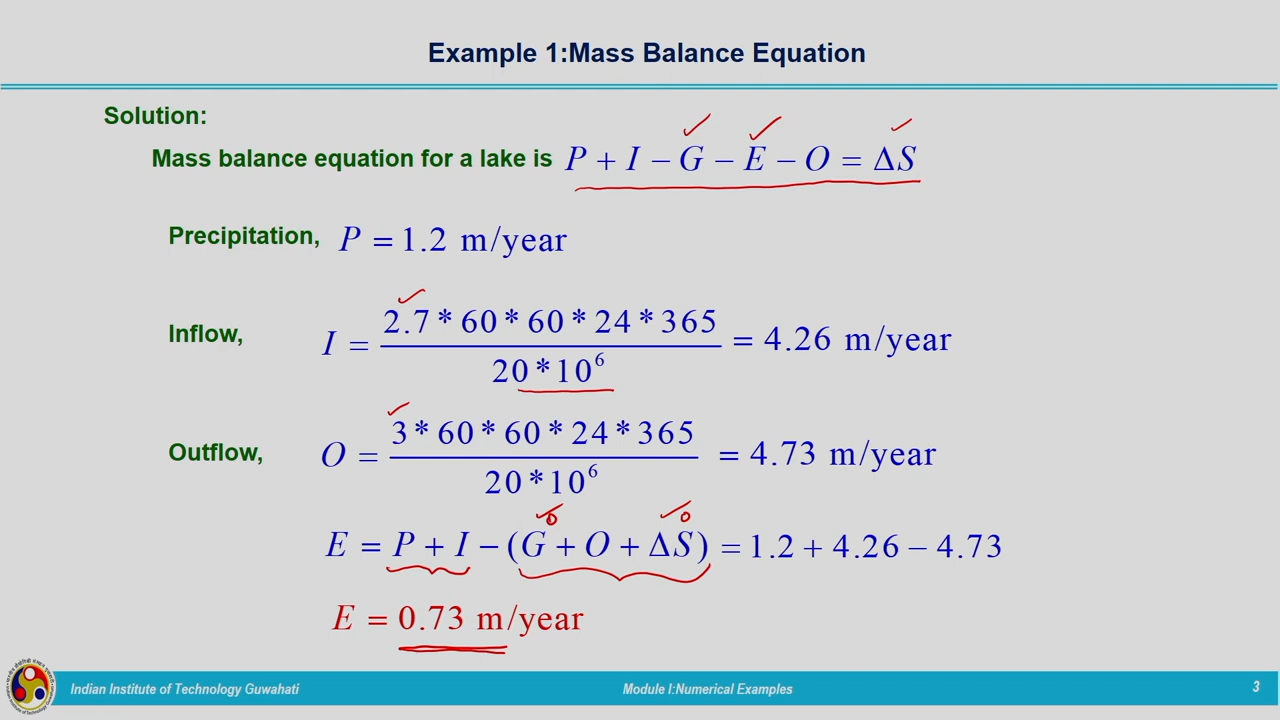 Example 1:Mass Balance Equation
Solution:
Mass balance equation for a lake is P + I − G − E − O = ΔS
Precipitation, P = 1.2 m/year
Inflow, I = 2.7 * 60 * 60 * 24 * 365 / 20 * 10^6 = 4.26 m/year
Outflow, O = 3 * 60 * 60 * 24 * 365 / 20 * 10^6 = 4.73 m/year
0 0
E = P + I − (G + O + ΔS) = 1.2 + 4.26 − 4.73
E = 0.73 m/year
Indian Institute of Technology Guwahati Module I:Numerical Examples 3